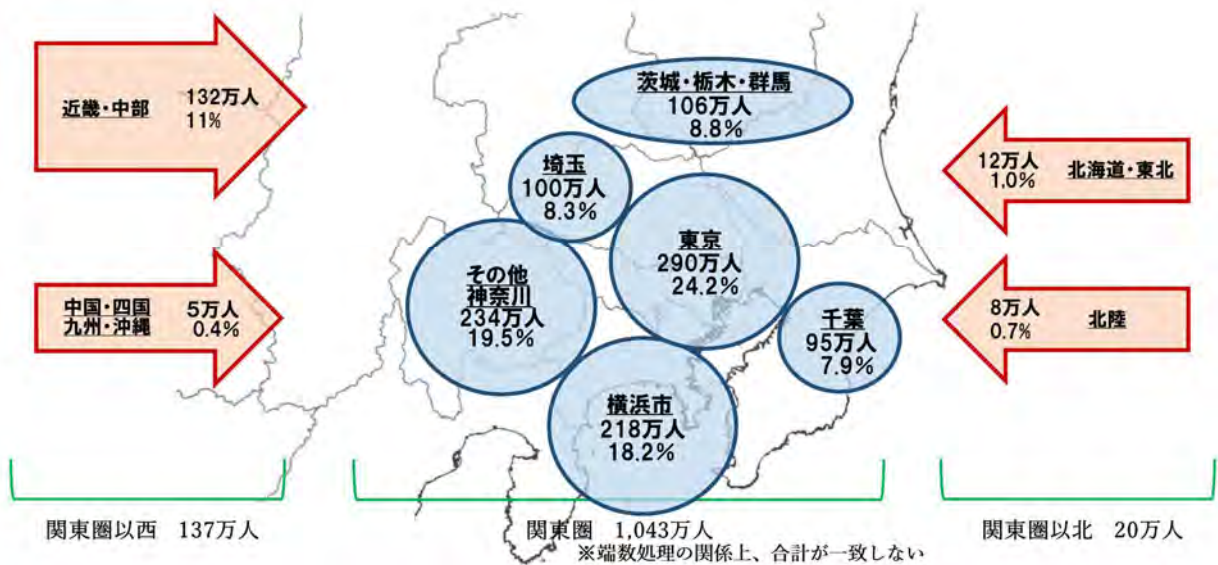 近畿・中部 132万人
11%
中国・四国
九州・沖縄 5万人
0.4%
茨城・栃木・群馬
106万人
8.8%
埼玉
100万人
8.3%
東京
290万人
24.2%
その他
神奈川
234万人
19.5%
千葉
95万人
7.9%
横浜市
218万人
18.2%
12万人
1.0%
北海道・東北
8万人
0.7%
北陸
関東圏以西 137万人
関東圏 1,043万人
関東圏以北 20万人
※端数処理の関係上、合計が一致しない